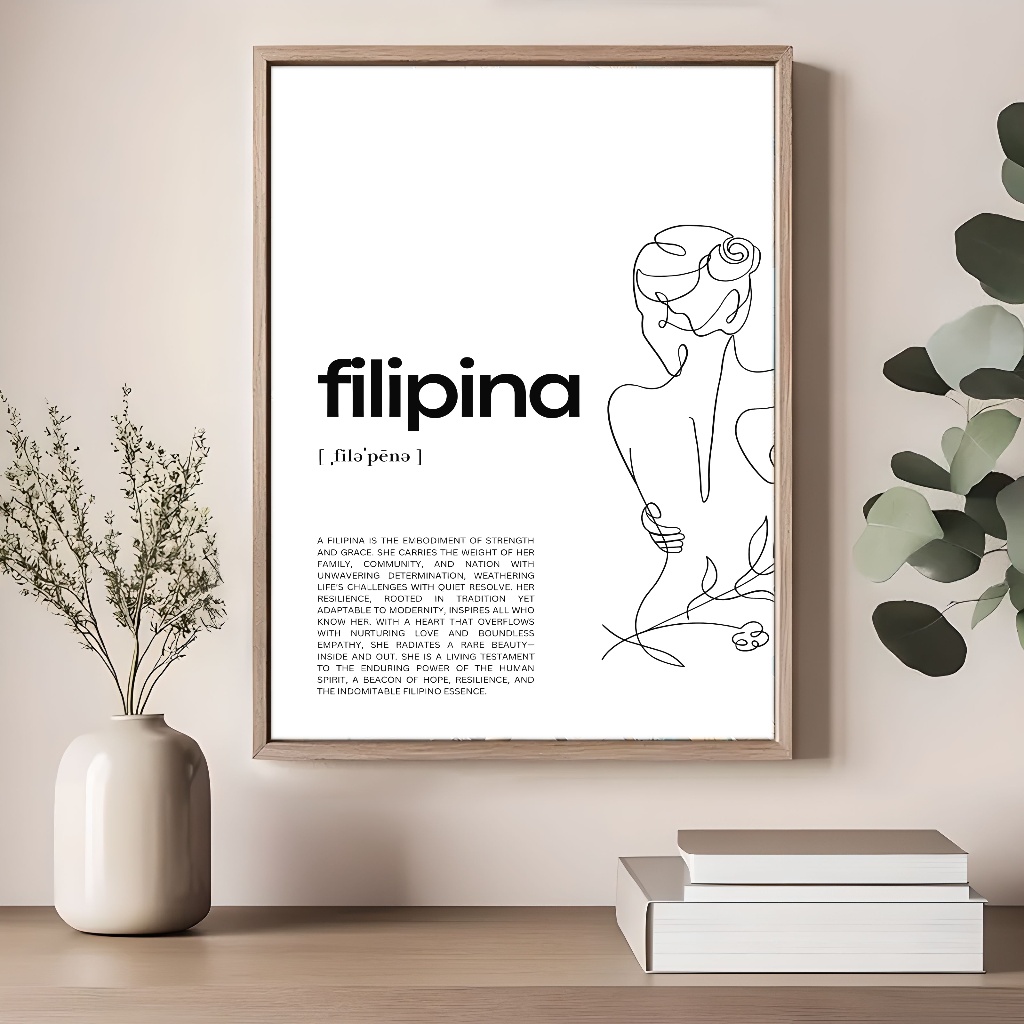 filipina
[ ˌfiləˈpēnə ]
A FILIPINA IS THE EMBODIMENT OF STRENGTH
AND GRACE. SHE CARRIES THE WEIGHT OF HER
FAMILY, COMMUNITY, AND NATION WITH
UNWAVERING DETERMINATION, WEATHERING
LIFE'S CHALLENGES WITH QUIET RESOLVE. HER
RESILIENCE, ROOTED IN TRADITION YET
ADAPTABLE TO MODERNITY, INSPIRES ALL WHO
KNOW HER. WITH A HEART THAT OVERFLOWS
WITH NURTURING LOVE AND BOUNDLESS
EMPATHY, SHE RADIATES A RARE BEAUTY—
INSIDE AND OUT. SHE IS A LIVING TESTAMENT
TO THE ENDURING POWER OF THE HUMAN
SPIRIT, A BEACON OF HOPE, RESILIENCE, AND
THE INDOMITABLE FILIPINO ESSENCE.